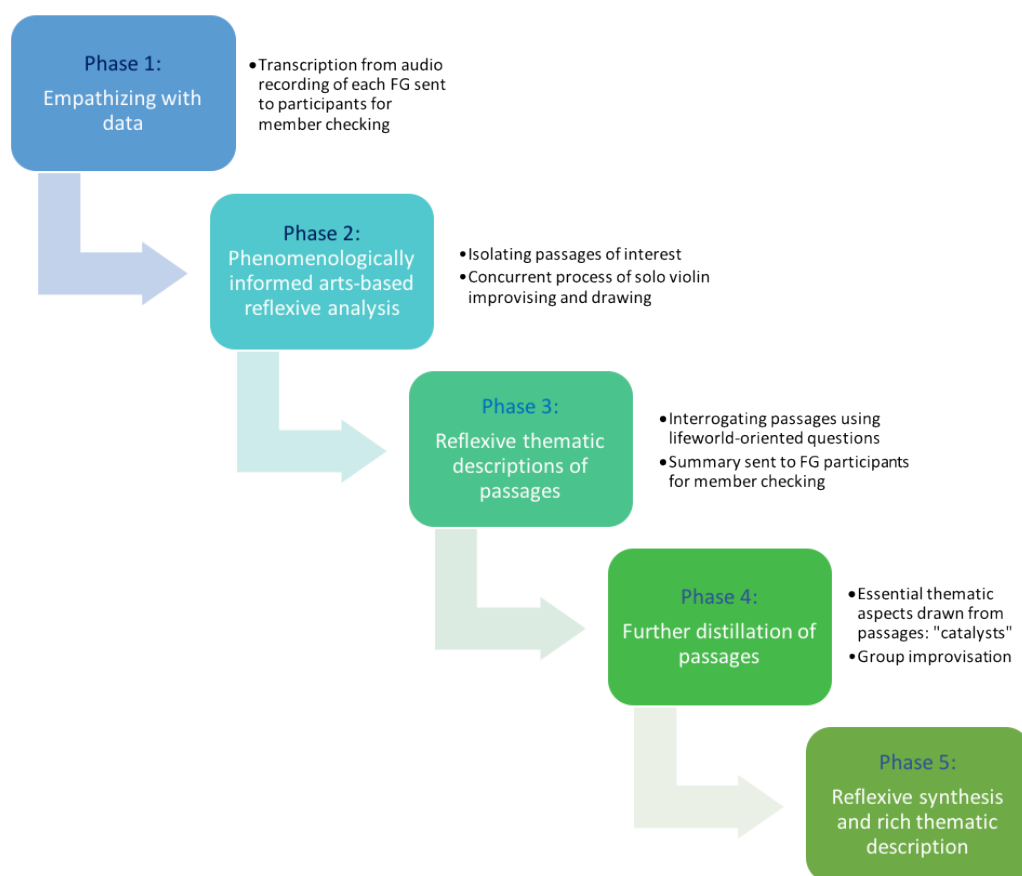 Phase 1:
Empathizing with
data
•Transcription from audio
recording of each FG sent
to participants for
member checking
Phase 2:
Phenomenologically
informed arts-based
reflexive analysis
•Isolating passages of interest
•Concurrent process of solo violin
improvising and drawing
Phase 3:
Reflexive thematic
descriptions of
passages
•Interrogating passages using
lifeworld-oriented questions
•Summary sent to FG participants
for member checking
Phase 4:
Further distillation of
passages
•Essential thematic
aspects drawn from
passages: "catalysts"
•Group improvisation
Phase 5:
Reflexive synthesis
and rich thematic
description